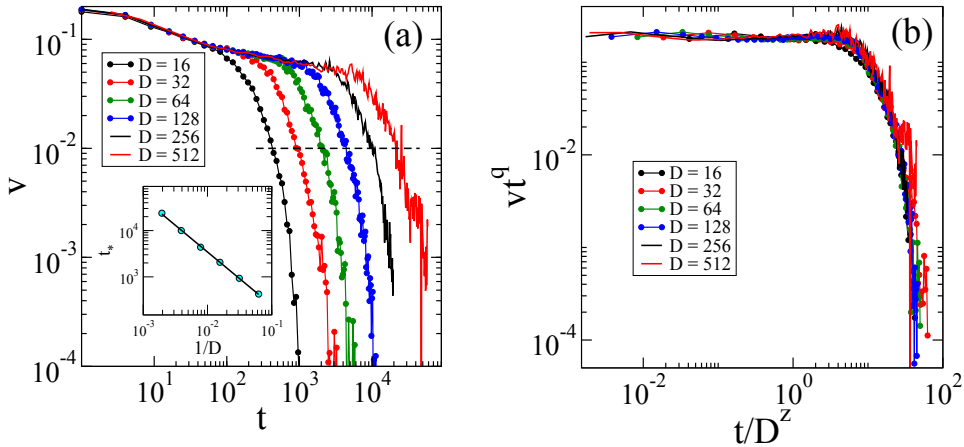 (a)
10^-1
10^-2
10^-3
10^-4
v
D = 16
D = 32
D = 64
D = 128
D = 256
D = 512
t*
10^4
10^3
10^-3
10^-2
10^-1
1/D
10^1
10^2
10^3
10^4
t
(b)
10^-2
10^-4
vt^q
D = 16
D = 32
D = 64
D = 128
D = 256
D = 512
10^-2
10^0
10^2
t/D^z